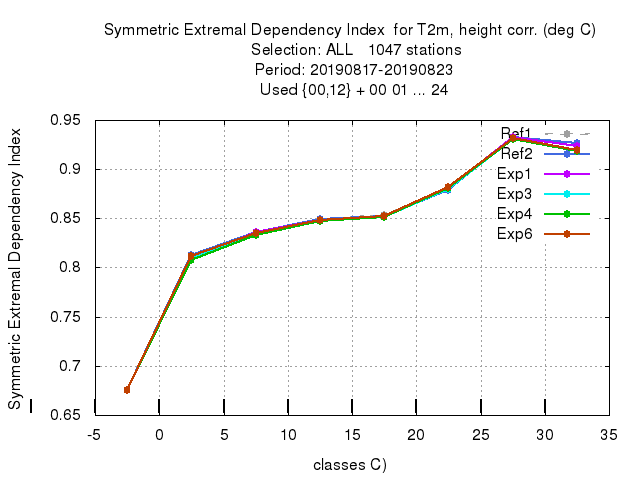 Symmetric Extremal Dependency Index for T2m, height corr. (deg C)
Selection: ALL 1047 stations
Period: 20190817-20190823
Used {00,12} + 00 01 ... 24
Symmetric Extremal Dependency Index
0.95
0.9
0.85
0.8
0.75
0.7
0.65
-5
0
5
10
15
20
25
30
35
classes C)
Ref1
Ref2
Exp1
Exp3
Exp4
Exp6